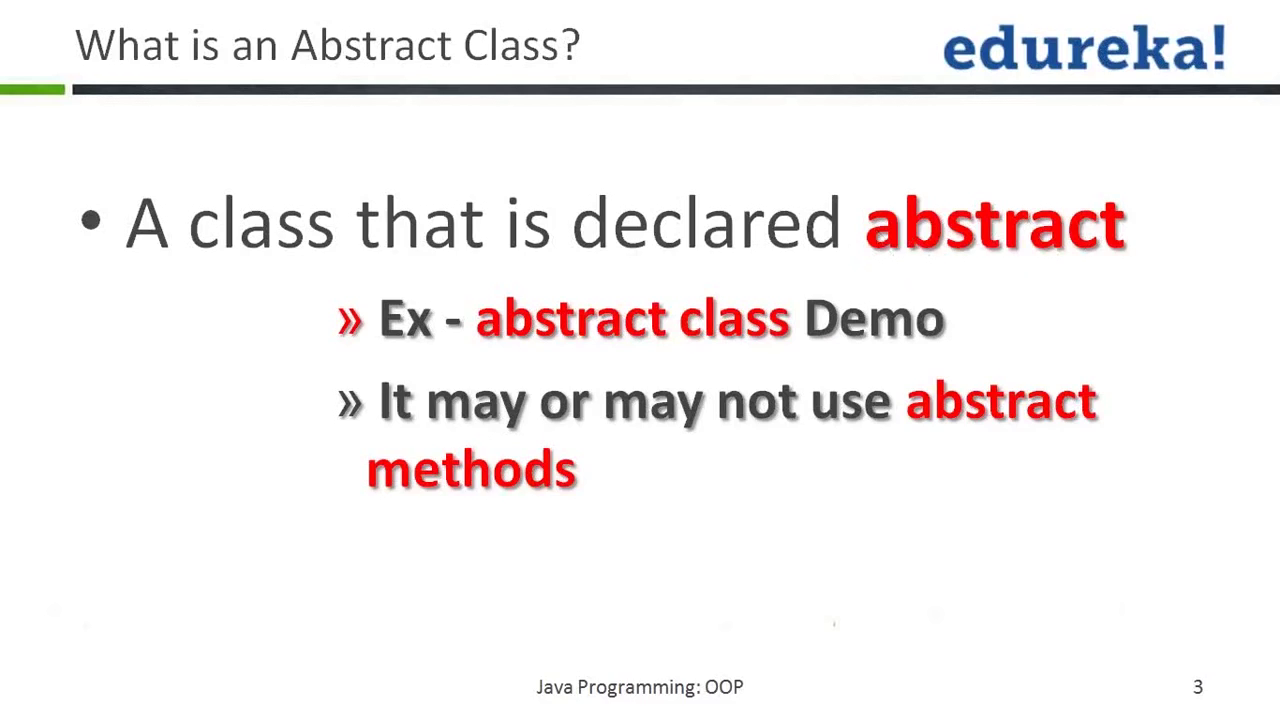 What is an Abstract Class?
edureka!
• A class that is declared abstract
» Ex - abstract class Demo
» It may or may not use abstract
methods
Java Programming: OOP
3